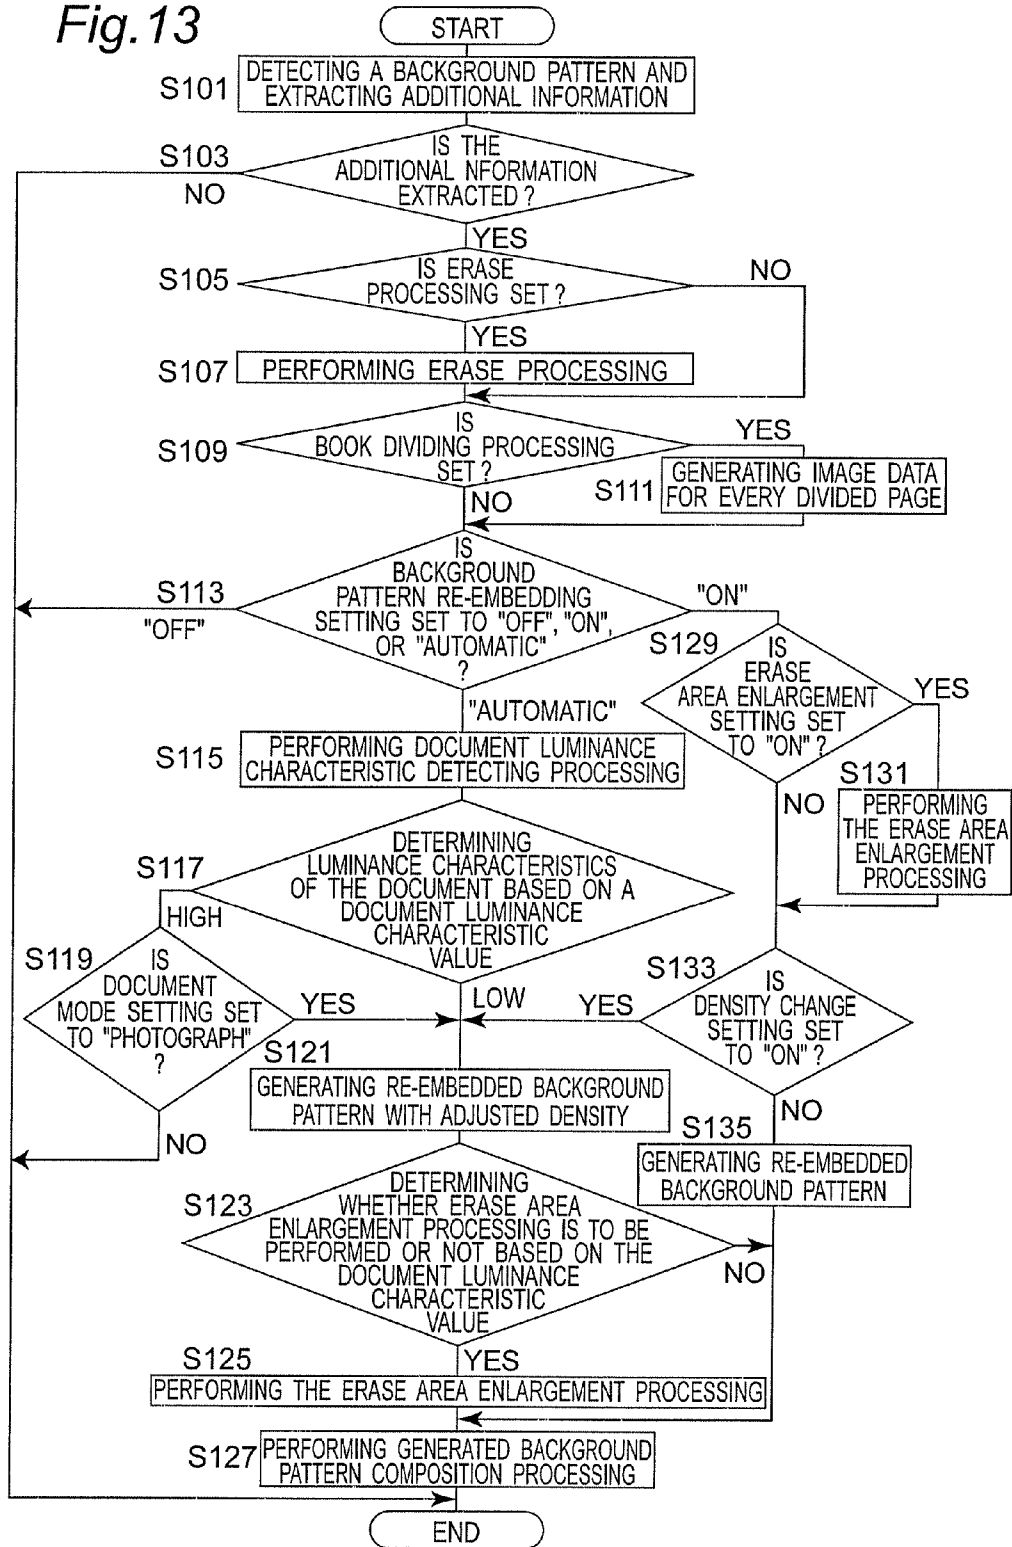 Fig.13
START
S101
DETECTING A BACKGROUND PATTERN AND
EXTRACTING ADDITIONAL INFORMATION
S103
IS THE
ADDITIONAL NFORMATION
EXTRACTED?
NO
YES
S105
IS ERASE
PROCESSING SET?
NO
YES
S107
PERFORMING ERASE PROCESSING
S109
IS
BOOK DIVIDING PROCESSING
SET?
YES
S111
GENERATING IMAGE DATA
FOR EVERY DIVIDED PAGE
NO
S113
IS
BACKGROUND
PATTERN RE-EMBEDDING
SETTING SET TO "OFF", "ON",
OR "AUTOMATIC"
?
"OFF"
"ON"
"AUTOMATIC"
S129
IS
ERASE
AREA ENLARGEMENT
SETTING SET
TO "ON"?
YES
NO
S131
PERFORMING
THE ERASE AREA
ENLARGEMENT
PROCESSING
S115
PERFORMING DOCUMENT LUMINANCE
CHARACTERISTIC DETECTING PROCESSING
S117
DETERMINING
LUMINANCE CHARACTERISTICS
OF THE DOCUMENT BASED ON A
DOCUMENT LUMINANCE
CHARACTERISTIC
VALUE
HIGH
LOW
S119
IS
DOCUMENT
MODE SETTING SET
TO "PHOTOGRAPH"
?
YES
NO
S133
IS
DENSITY CHANGE
SETTING SET
TO "ON"?
YES
NO
S121
GENERATING RE-EMBEDDED BACKGROUND
PATTERN WITH ADJUSTED DENSITY
S135
GENERATING RE-EMBEDDED
BACKGROUND PATTERN
S123
DETERMINING
WHETHER ERASE AREA
ENLARGEMENT PROCESSING IS TO BE
PERFORMED OR NOT BASED ON THE
DOCUMENT LUMINANCE
CHARACTERISTIC
VALUE
NO
YES
S125
PERFORMING THE ERASE AREA ENLARGEMENT PROCESSING
S127
PERFORMING GENERATED BACKGROUND
PATTERN COMPOSITION PROCESSING
END